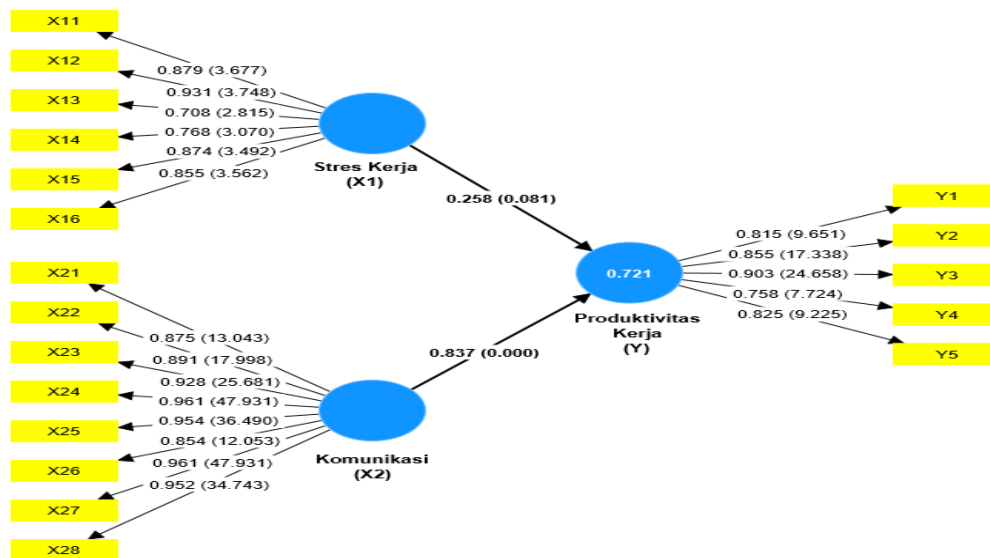 X11
X12
X13
X14
X15
X16
0.879 (3.677)
0.931 (3.748)
0.708 (2.815)
0.768 (3.070)
0.874 (3.492)
0.855 (3.562)
Stres Kerja
(X1)
0.258 (0.081)
X21
X22
X23
X24
X25
X26
X27
X28
0.875 (13.043)
0.891 (17.998)
0.928 (25.681)
0.961 (47.931)
0.954 (36.490)
0.854 (12.053)
0.961 (47.931)
0.952 (34.743)
Komunikasi
(X2)
0.837 (0.000)
0.721
Produktivitas
Kerja
(Y)
0.815 (9.651)
0.855 (17.338)
0.903 (24.658)
0.758 (7.724)
0.825 (9.225)
Y1
Y2
Y3
Y4
Y5